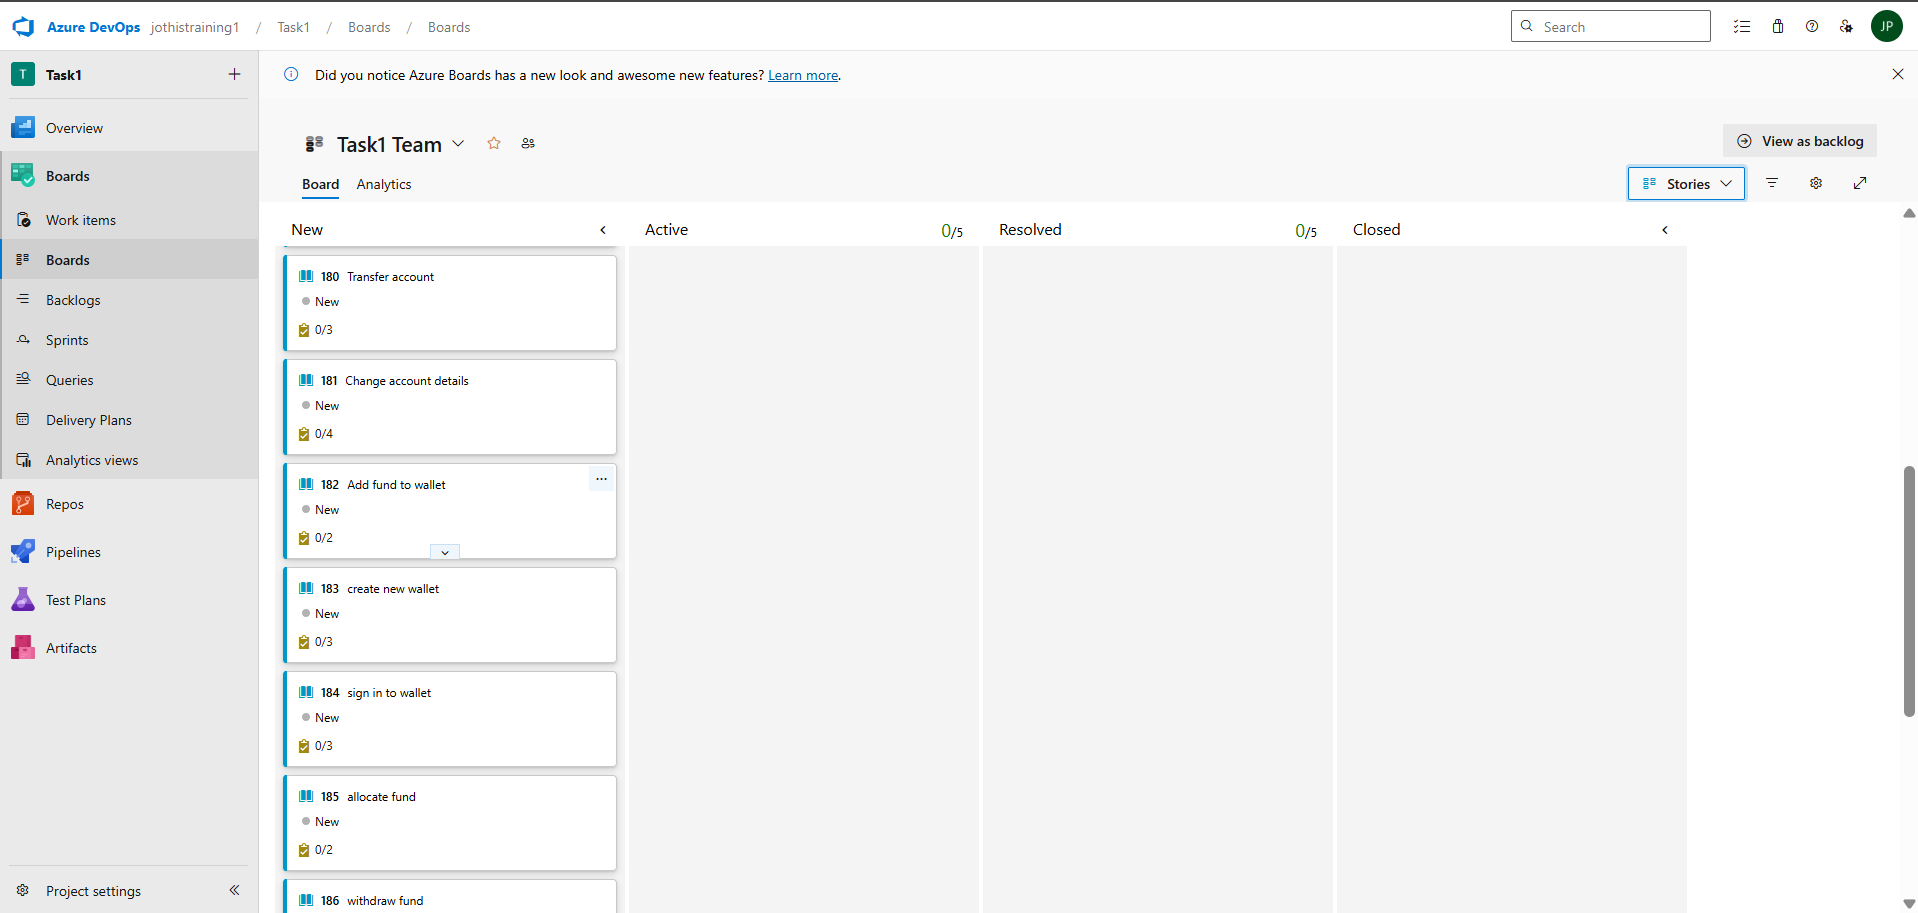 Azure DevOps jothistraining1 / Task1 / Boards / Boards
Search
JP
T Task1
Overview
Boards
Work items
Boards
Backlogs
Sprints
Queries
Delivery Plans
Analytics views
Repos
Pipelines
Test Plans
Artifacts
Project settings
Did you notice Azure Boards has a new look and awesome new features? Learn more.
Task1 Team
View as backlog
Board Analytics
Stories
New
Active 0/5
Resolved 0/5
Closed
180 Transfer account
New
0/3
181 Change account details
New
0/4
182 Add fund to wallet
New
0/2
183 create new wallet
New
0/3
184 sign in to wallet
New
0/3
185 allocate fund
New
0/2
186 withdraw fund